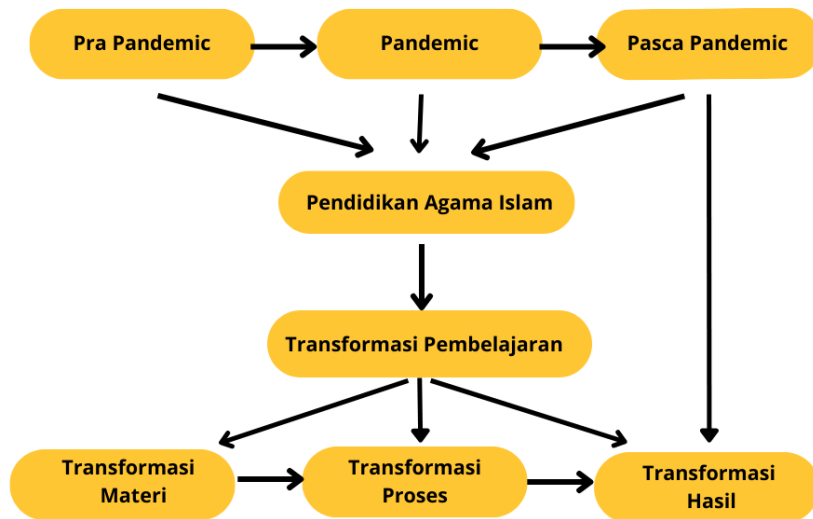 Pra Pandemic
Pandemic
Pasca Pandemic
Pendidikan Agama Islam
Transformasi Pembelajaran
Transformasi
Materi
Transformasi
Proses
Transformasi
Hasil